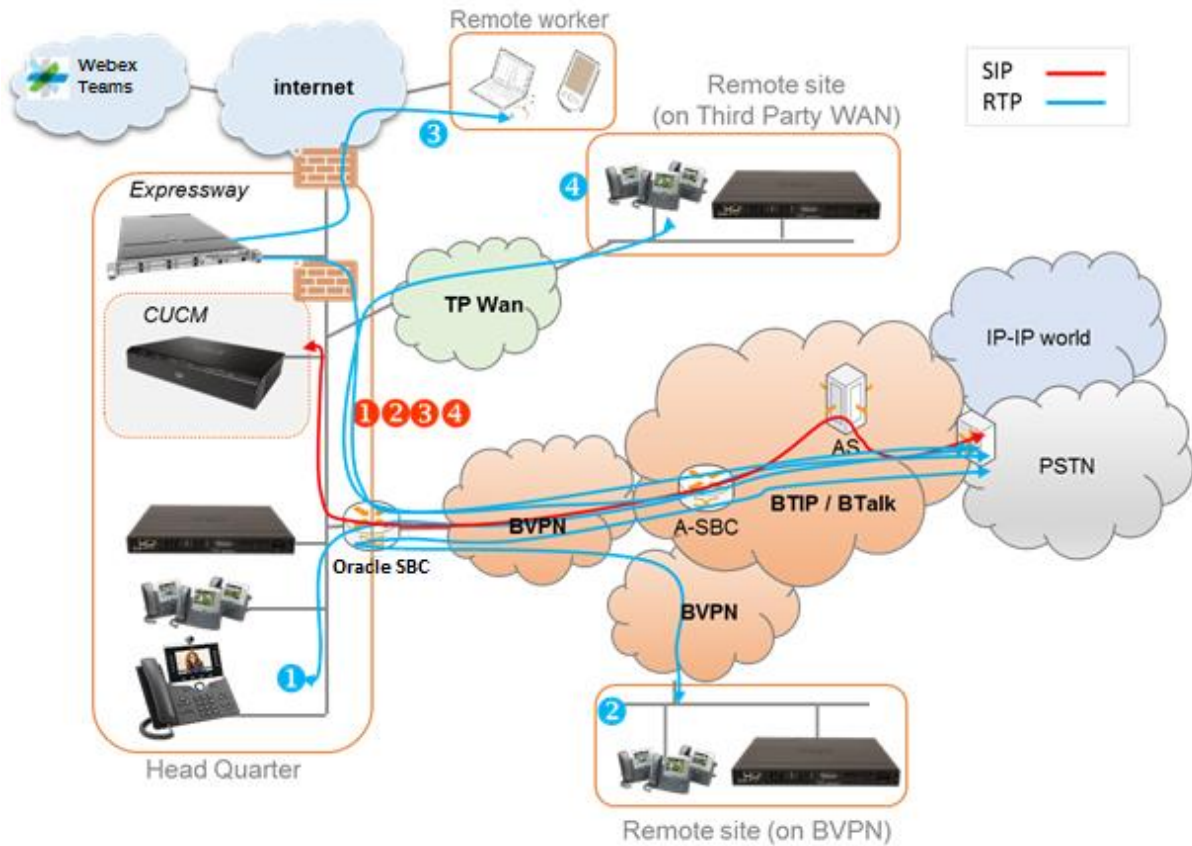 Remote worker
Webex
Teams
internet
SIP
RTP
Remote site
(on Third Party WAN)
3
4
Expressway
CUCM
TP Wan
IP-IP world
1 2 3 4
AS
PSTN
BTIP / BTalk
A-SBC
BVPN
Oracle SBC
BVPN
1
2
Head Quarter
Remote site (on BVPN)